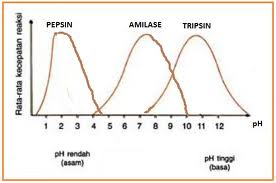 PEPSIN AMILASE TRIPSIN
Rata-rata kecepatan reaksi
1 2 3 4 5 6 7 8 9 10 11 12 pH
pH rendah
(asam)
pH tinggi
(basa)